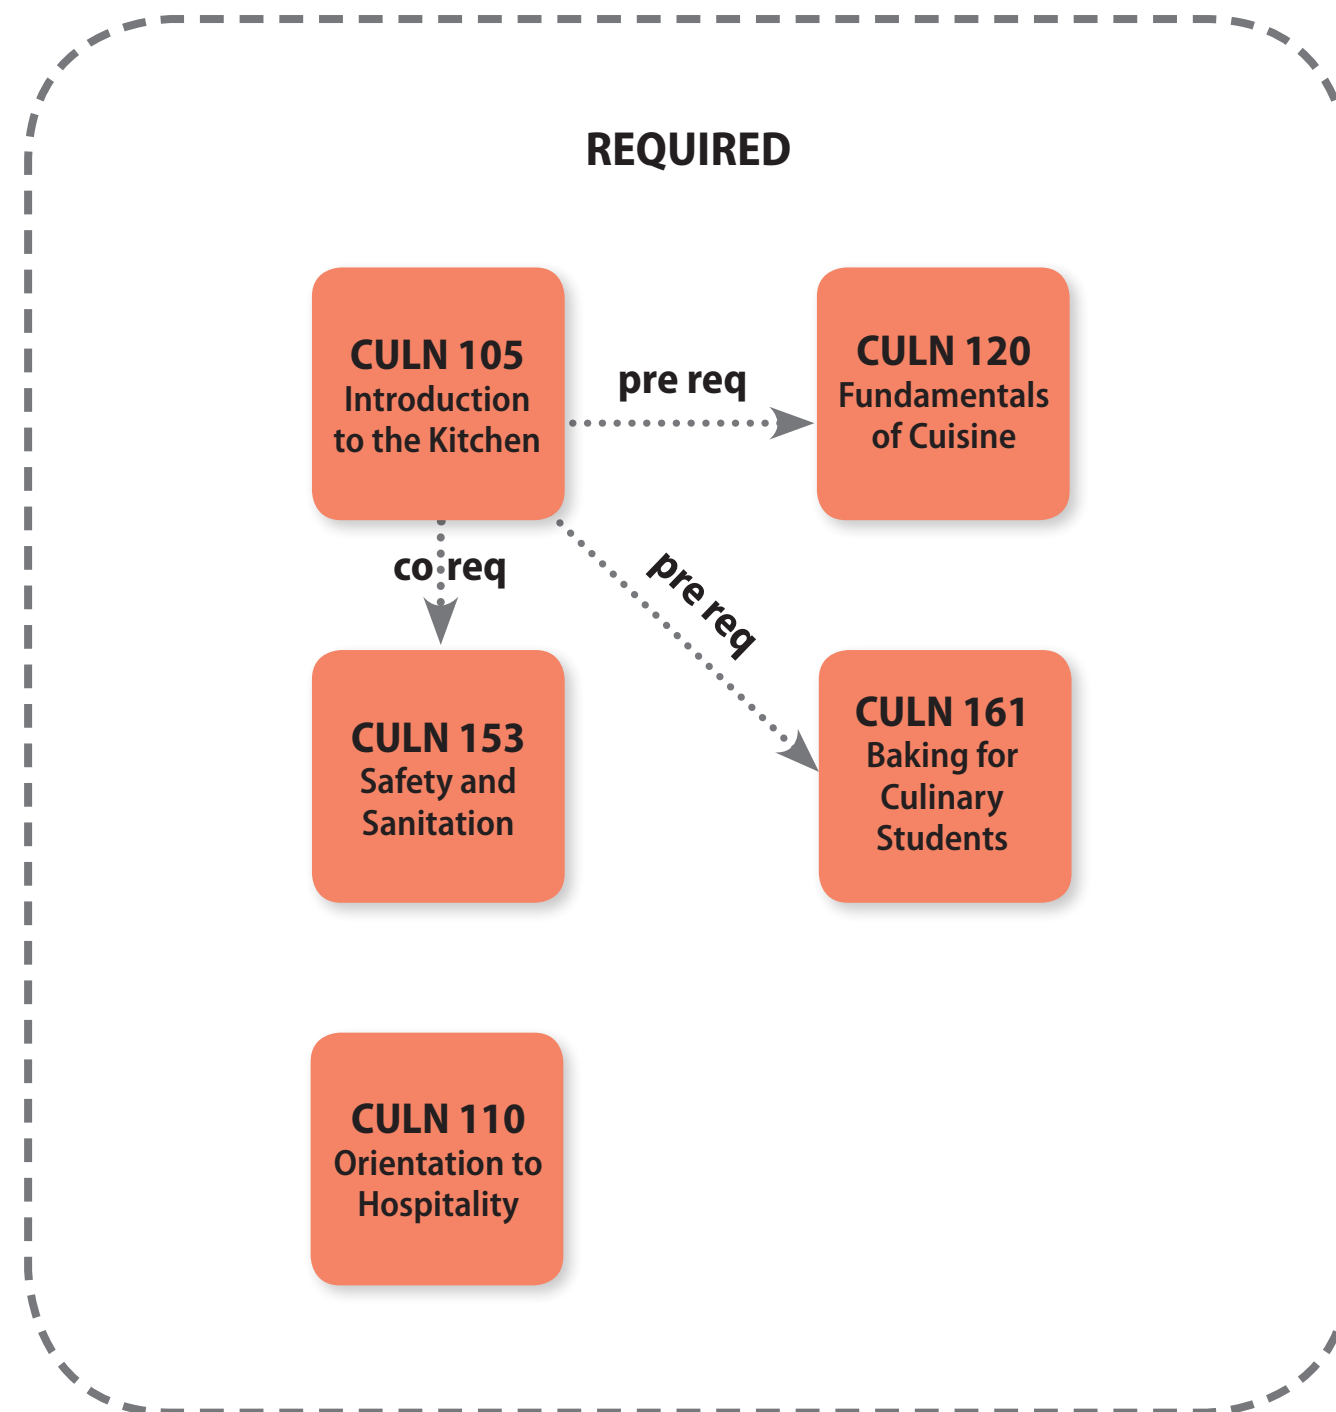 REQUIRED
CULN 105
Introduction
to the Kitchen
pre req
CULN 120
Fundamentals
of Cuisine
co req
pre req
CULN 153
Safety and
Sanitation
CULN 161
Baking for
Culinary
Students
CULN 110
Orientation to
Hospitality